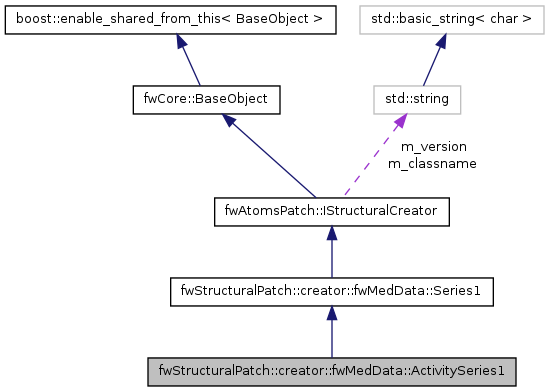 boost::enable_shared_from_this< BaseObject >
std::basic_string< char >
fwCore::BaseObject
std::string
m_version
m_classname
fwAtomsPatch::IStructuralCreator
fwStructuralPatch::creator::fwMedData::Series1
fwStructuralPatch::creator::fwMedData::ActivitySeries1